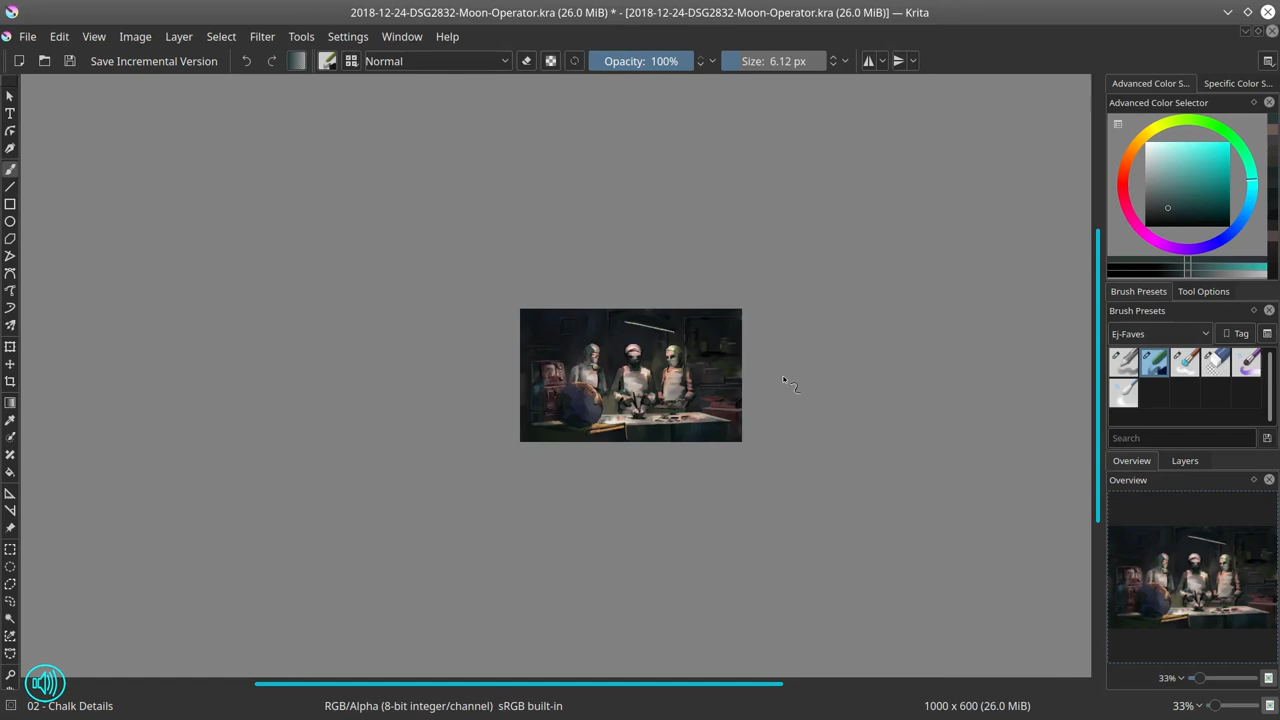 2018-12-24-DSG2832-Moon-Operator.kra (26.0 MiB) * - [2018-12-24-DSG2832-Moon-Operator.kra (26.0 MiB)] — Krita
File Edit View Image Layer Select Filter Tools Settings Window Help
Save Incremental Version Normal Opacity: 100% Size: 6.12 px
Advanced Color S... Specific Color S...
Advanced Color Selector
Brush Presets Tool Options
Brush Presets
Ej-Faves Tag
Search
Overview Layers
Overview
33%
02 - Chalk Details RGB/Alpha (8-bit integer/channel) sRGB built-in 1000 x 600 (26.0 MiB) 33%